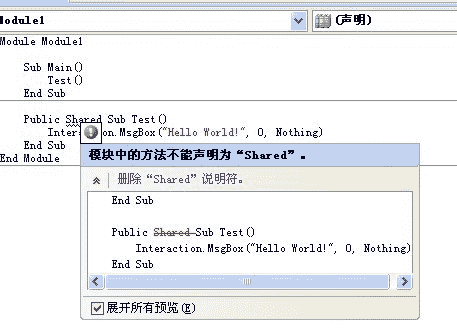 Module1
(声明)
Module Module1
Sub Main()
Test()
End Sub
Public Shared Sub Test()
Interaction.MsgBox("Hello World!", 0, Nothing)
End Sub
End Module
模块中的方法不能声明为“Shared”。
删除“Shared”说明符。
End Sub
Public Shared Sub Test()
Interaction.MsgBox("Hello World!", 0, Nothing)
End Sub
展开所有预览(E)